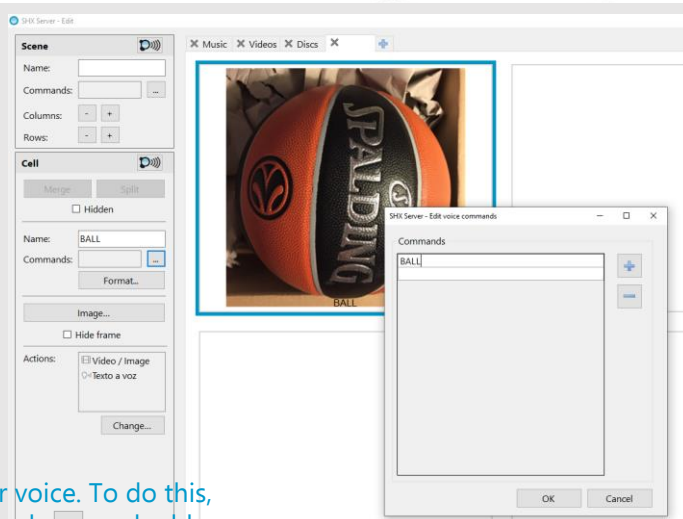 SHX Server - Edit
Scene
Name:
Commands:
...
Columns:
- +
Rows:
- +
Cell
Merge Split
Hidden
Name: BALL
Commands:
...
Format...
Image...
Hide frame
Actions:
Video / Image
Texto a voz
Change...
Music Videos Discs
SPALDING
BALL
SHX Server - Edit voice commands
Commands
BALL
OK Cancel
voice. To do this,